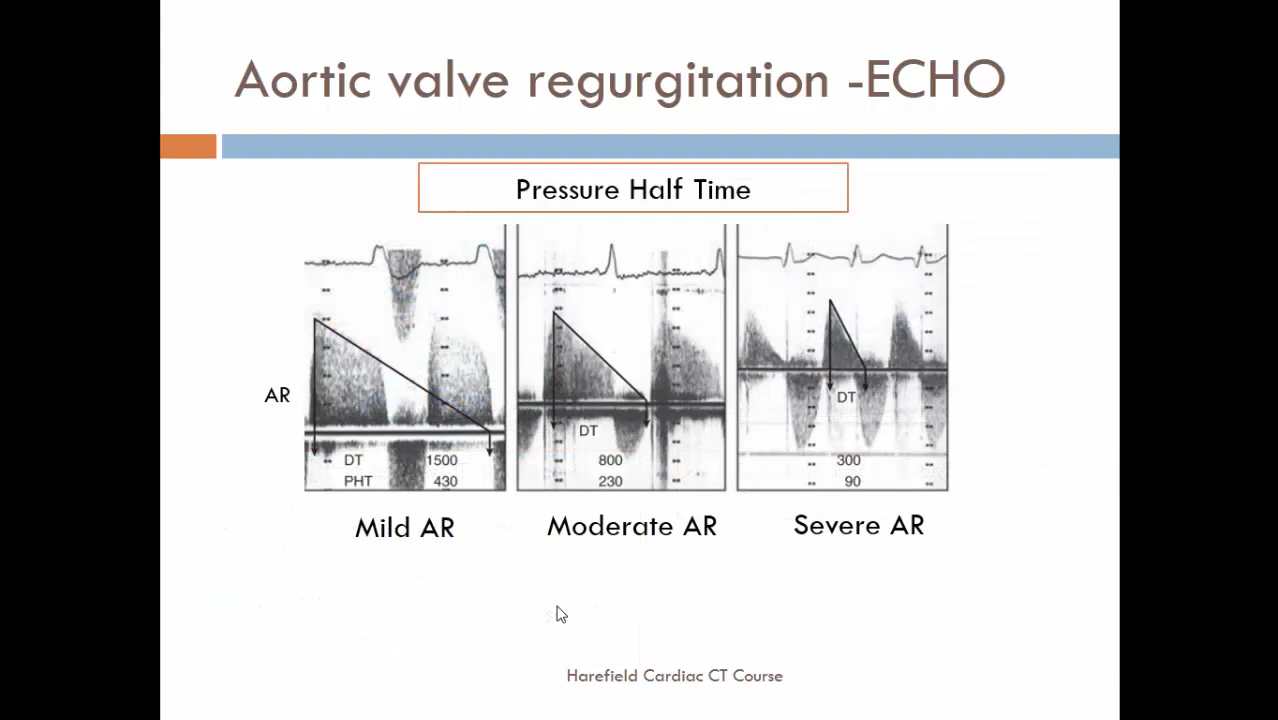 Aortic valve regurgitation -ECHO
Pressure Half Time
AR
DT 1500
PHT 430
DT
800
230
DT
300
90
Mild AR
Moderate AR
Severe AR
Harefield Cardiac CT Course